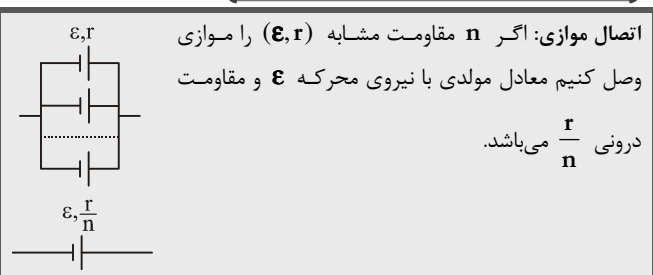 اتصال موازی: اگر n مقاومت مشابه (ε, r) را موازی
وصل کنیم معادل مولدی با نیروی محرکه ε و مقاومت
درونی r/n می‌باشد.
ε,r
ε,r/n